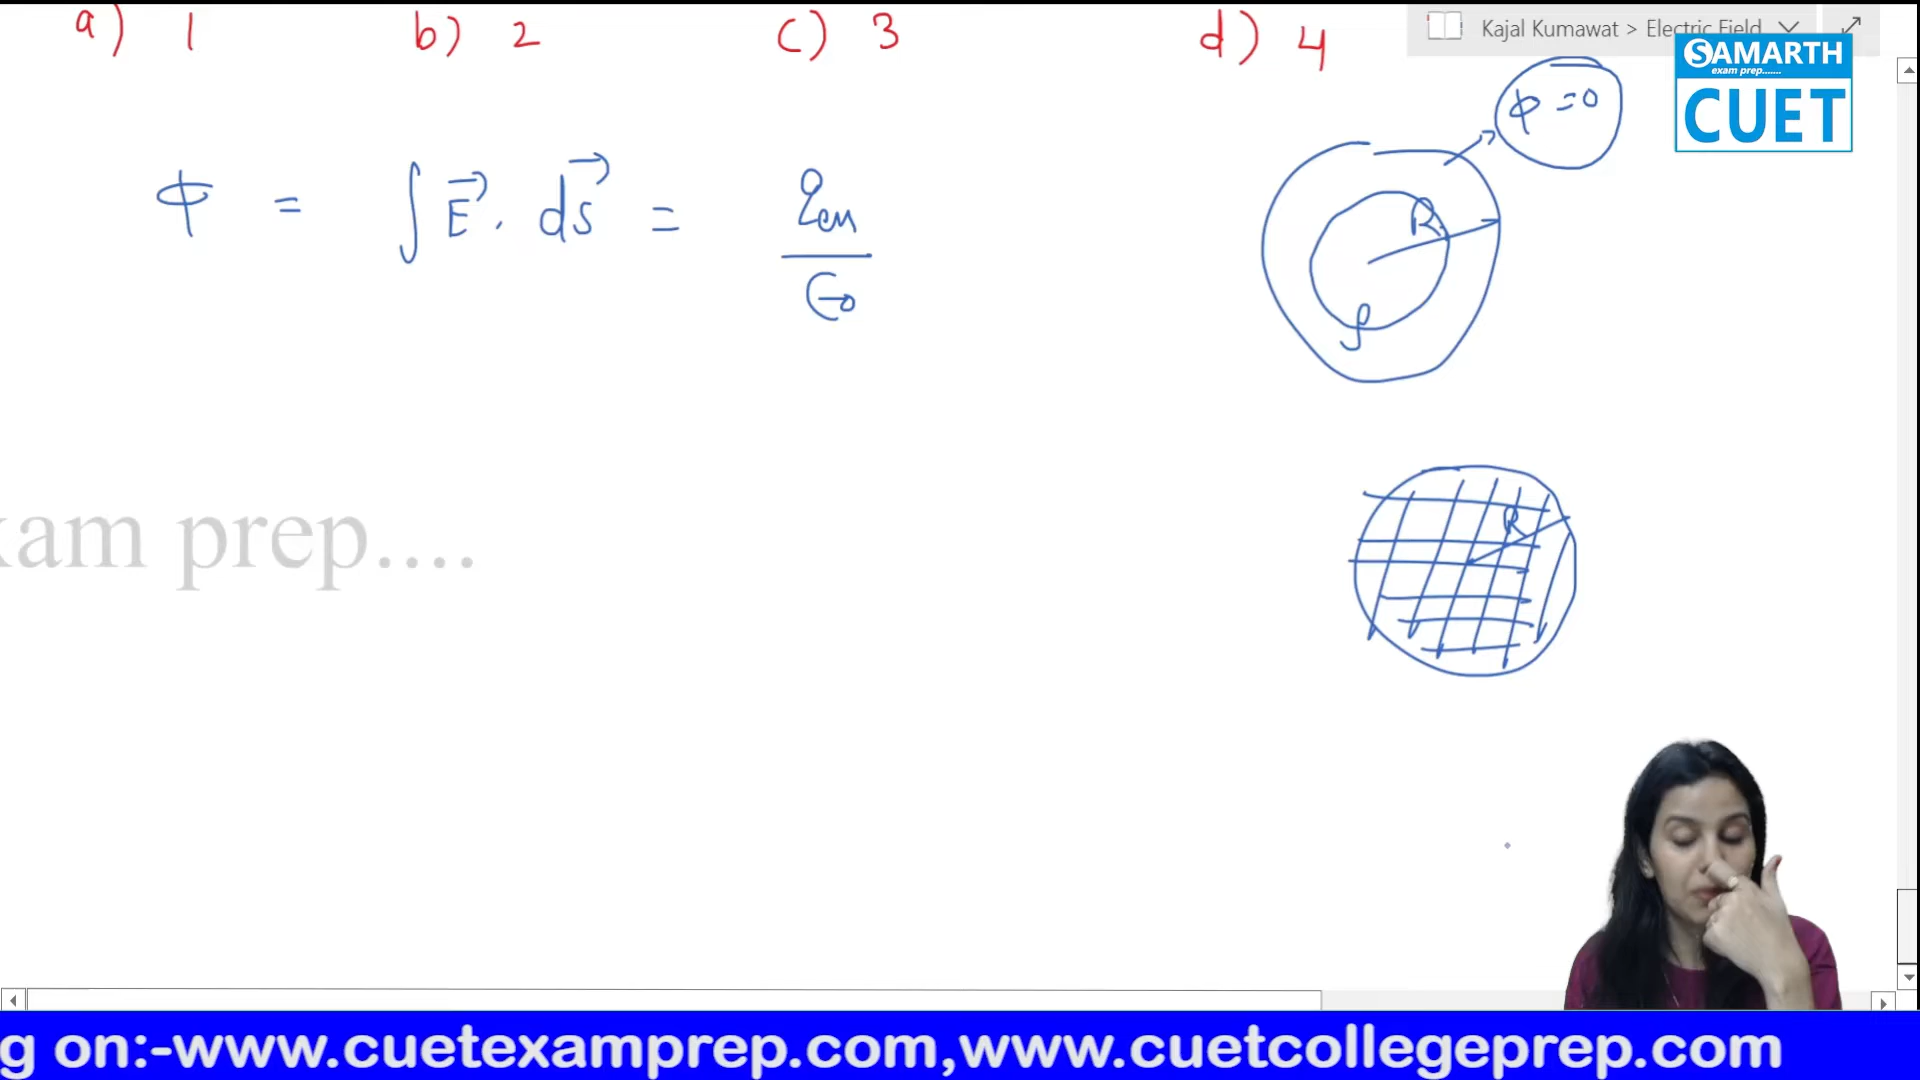 a) 1 b) 2 c) 3 d) 4
Kajal Kumawat > Electric Field
SAMARTH
exam prep......
CUET
ϕ = 0
ϕ = ∫ E⃗ . ds⃗ = qen / ϵ0
R
ρ
R
xam prep....
g on:-www.cuetexamprep.com,www.cuetcollegeprep.com